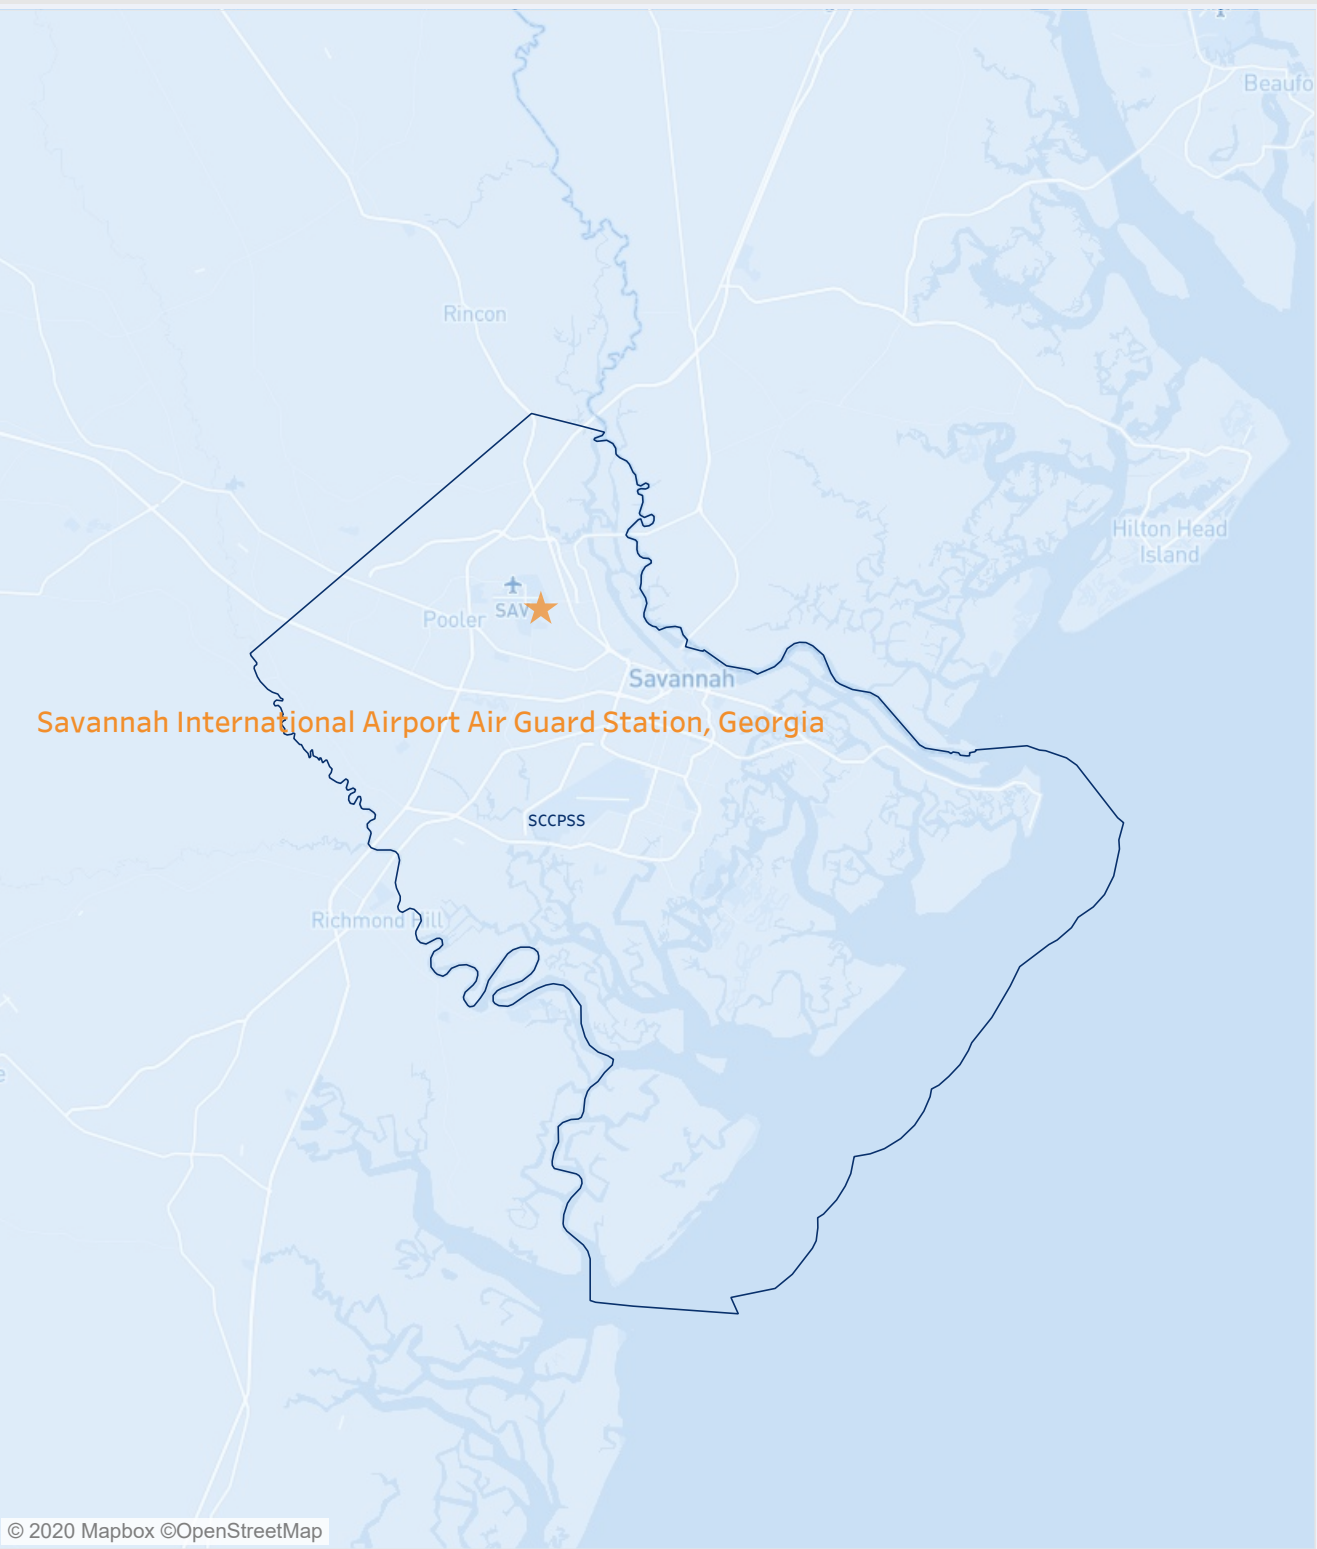 Beaufo
Rincon
Hilton Head
Island
Pooler
SAV
Savannah
Savannah International Airport Air Guard Station, Georgia
SCCPSS
Richmond Hill
e
© 2020 Mapbox ©OpenStreetMap